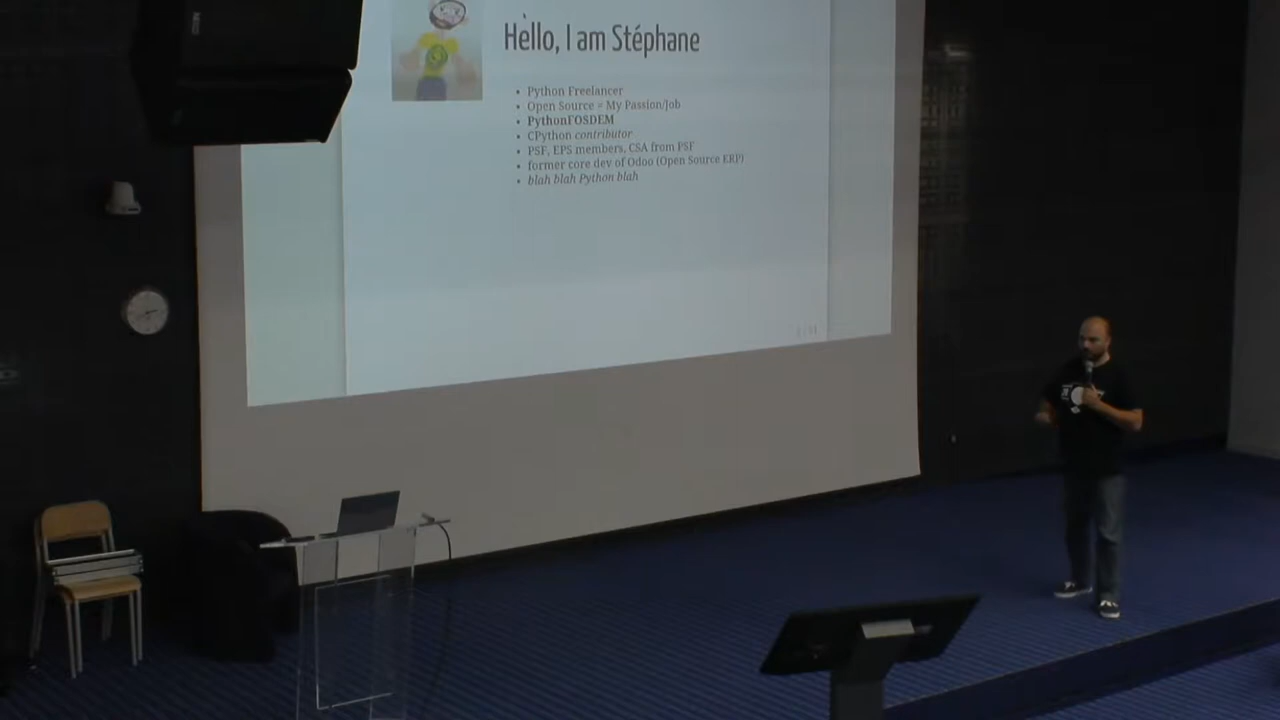 Hello, I am Stéphane
• Python Freelancer
• Open Source = My Passion/Job
• PythonFOSDEM
• CPython contributor
• PSF, EPS members, CSA from PSF
• former core dev of Odoo (Open Source ERP)
• blah blah Python blah